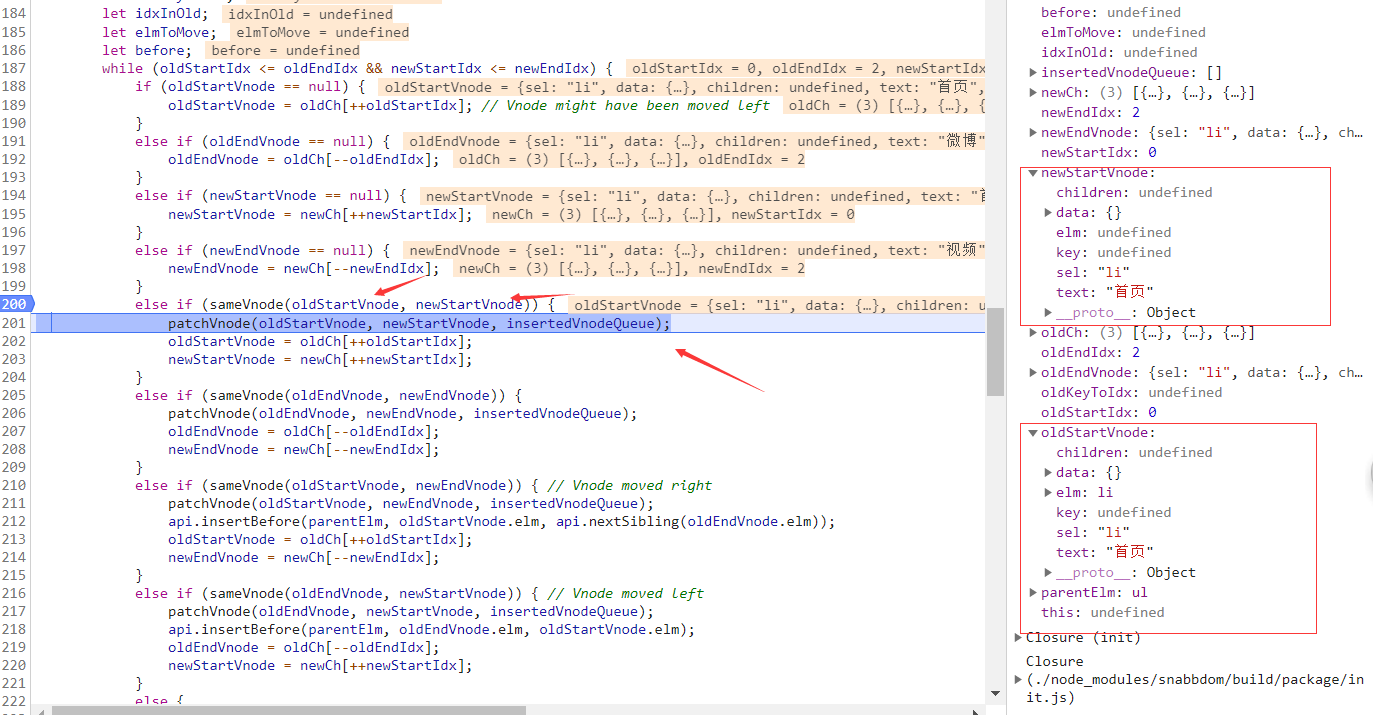 184 let idxInOld; idxInOld = undefined
185 let elmToMove; elmToMove = undefined
186 let before; before = undefined
187 while (oldStartIdx <= oldEndIdx && newStartIdx <= newEndIdx) { oldStartIdx = 0, oldEndIdx = 2, newStartIdx
188 if (oldStartVnode == null) { oldStartVnode = {sel: "li", data: {…}, children: undefined, text: "首页",
189 oldStartVnode = oldCh[++oldStartIdx]; // Vnode might have been moved left oldCh = (3) [{…}, {…}, {
190 }
191 else if (oldEndVnode == null) { oldEndVnode = {sel: "li", data: {…}, children: undefined, text: "微博"
192 oldEndVnode = oldCh[--oldEndIdx]; oldCh = (3) [{…}, {…}, {…}], oldEndIdx = 2
193 }
194 else if (newStartVnode == null) { newStartVnode = {sel: "li", data: {…}, children: undefined, text: "
195 newStartVnode = newCh[++newStartIdx]; newCh = (3) [{…}, {…}, {…}], newStartIdx = 0
196 }
197 else if (newEndVnode == null) { newEndVnode = {sel: "li", data: {…}, children: undefined, text: "视频"
198 newEndVnode = newCh[--newEndIdx]; newCh = (3) [{…}, {…}, {…}], newEndIdx = 2
199 }
200 else if (sameVnode(oldStartVnode, newStartVnode)) { oldStartVnode = {sel: "li", data: {…}, children: u
201 patchVnode(oldStartVnode, newStartVnode, insertedVnodeQueue);
202 oldStartVnode = oldCh[++oldStartIdx];
203 newStartVnode = newCh[++newStartIdx];
204 }
205 else if (sameVnode(oldEndVnode, newEndVnode)) {
206 patchVnode(oldEndVnode, newEndVnode, insertedVnodeQueue);
207 oldEndVnode = oldCh[--oldEndIdx];
208 newEndVnode = newCh[--newEndIdx];
209 }
210 else if (sameVnode(oldStartVnode, newEndVnode)) { // Vnode moved right
211 patchVnode(oldStartVnode, newEndVnode, insertedVnodeQueue);
212 api.insertBefore(parentElm, oldStartVnode.elm, api.nextSibling(oldEndVnode.elm));
213 oldStartVnode = oldCh[++oldStartIdx];
214 newEndVnode = newCh[--newEndIdx];
215 }
216 else if (sameVnode(oldEndVnode, newStartVnode)) { // Vnode moved left
217 patchVnode(oldEndVnode, newStartVnode, insertedVnodeQueue);
218 api.insertBefore(parentElm, oldEndVnode.elm, oldStartVnode.elm);
219 oldEndVnode = oldCh[--oldEndIdx];
220 newStartVnode = newCh[++newStartIdx];
221 }
222 else {
before: undefined
elmToMove: undefined
idxInOld: undefined
insertedVnodeQueue: []
newCh: (3) [{…}, {…}, {…}]
newEndIdx: 2
newEndVnode: {sel: "li", data: {…}, ch…
newStartIdx: 0
newStartVnode:
children: undefined
data: {}
elm: undefined
key: undefined
sel: "li"
text: "首页"
__proto__: Object
oldCh: (3) [{…}, {…}, {…}]
oldEndIdx: 2
oldEndVnode: {sel: "li", data: {…}, ch…
oldKeyToIdx: undefined
oldStartIdx: 0
oldStartVnode:
children: undefined
data: {}
elm: li
key: undefined
sel: "li"
text: "首页"
__proto__: Object
parentElm: ul
this: undefined
Closure (init)
Closure
(./node_modules/snabbdom/build/package/in
it.js)